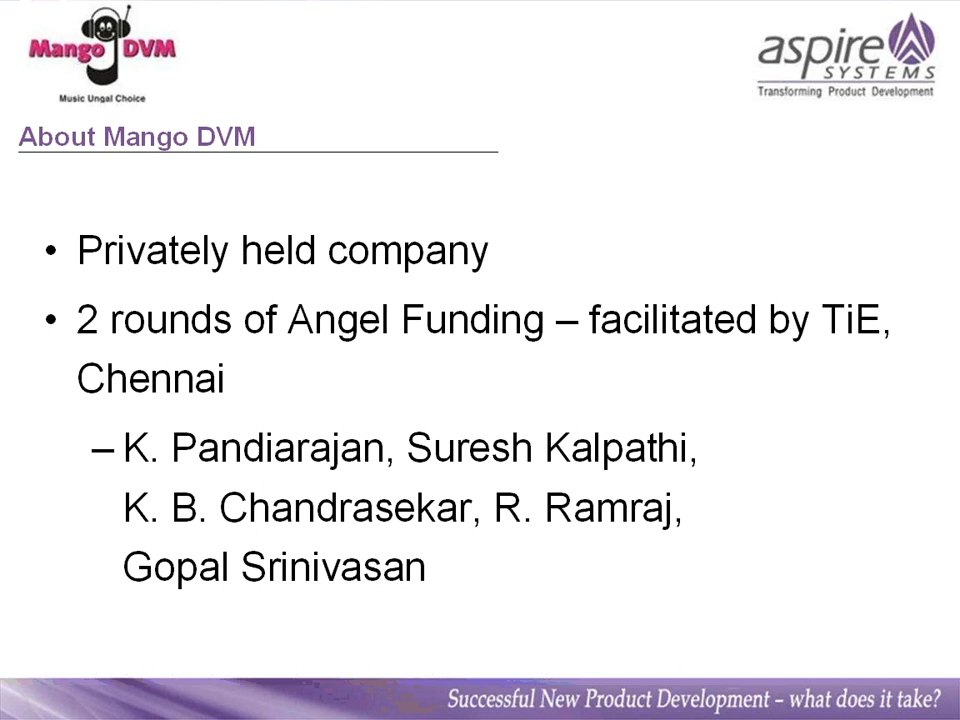 Mango DVM
Music Ungal Choice
aspire
SYSTEMS
Transforming Product Development
About Mango DVM
• Privately held company
• 2 rounds of Angel Funding – facilitated by TiE,
Chennai
– K. Pandiarajan, Suresh Kalpathi,
K. B. Chandrasekar, R. Ramraj,
Gopal Srinivasan
Successful New Product Development – what does it take?